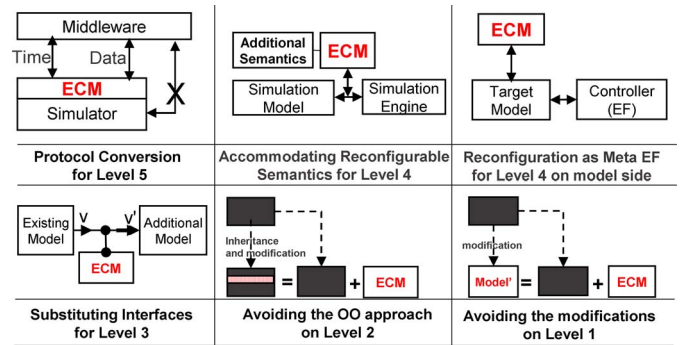 Middleware
Time
Data
ECM
Simulator
X
Protocol Conversion
for Level 5
Additional
Semantics
ECM
Simulation
Model
Simulation
Engine
Accommodating Reconfigurable
Semantics for Level 4
ECM
Target
Model
Controller
(EF)
Reconfiguration as Meta EF
for Level 4 on model side
Existing
Model
v
v'
Additional
Model
ECM
Substituting Interfaces
for Level 3
Inheritance
and modification
=
+
ECM
Avoiding the OO approach
on Level 2
modification
Model'
=
+
ECM
Avoiding the modifications
on Level 1